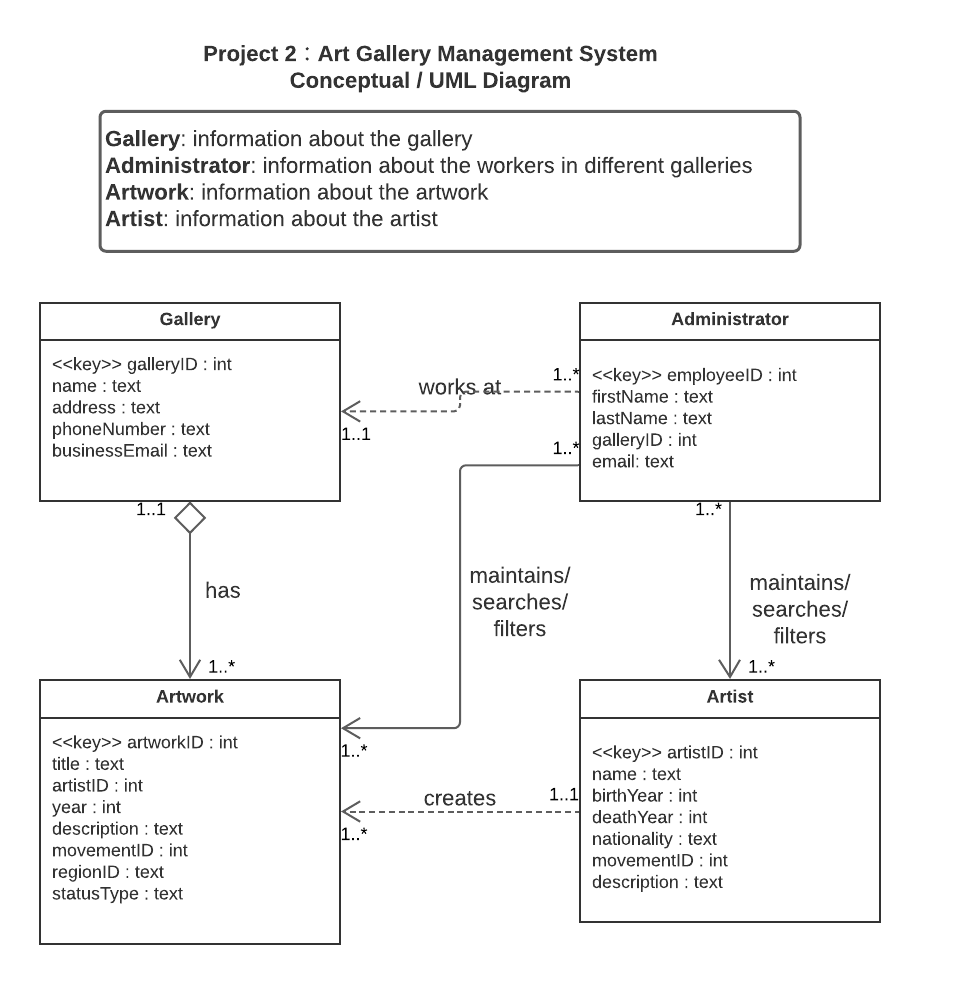 Project 2 : Art Gallery Management System
Conceptual / UML Diagram
Gallery: information about the gallery
Administrator: information about the workers in different galleries
Artwork: information about the artwork
Artist: information about the artist
Gallery
<<key>> galleryID : int
name : text
address : text
phoneNumber : text
businessEmail : text
works at
1..*
1..1
1..*
Administrator
<<key>> employeeID : int
firstName : text
lastName : text
galleryID : int
email: text
1..1
has
1..*
maintains/
searches/
filters
1..*
1..*
maintains/
searches/
filters
1..*
Artwork
<<key>> artworkID : int
title : text
artistID : int
year : int
description : text
movementID : int
regionID : text
statusType : text
creates
1..1
1..*
Artist
<<key>> artistID : int
name : text
birthYear : int
deathYear : int
nationality : text
movementID : int
description : text